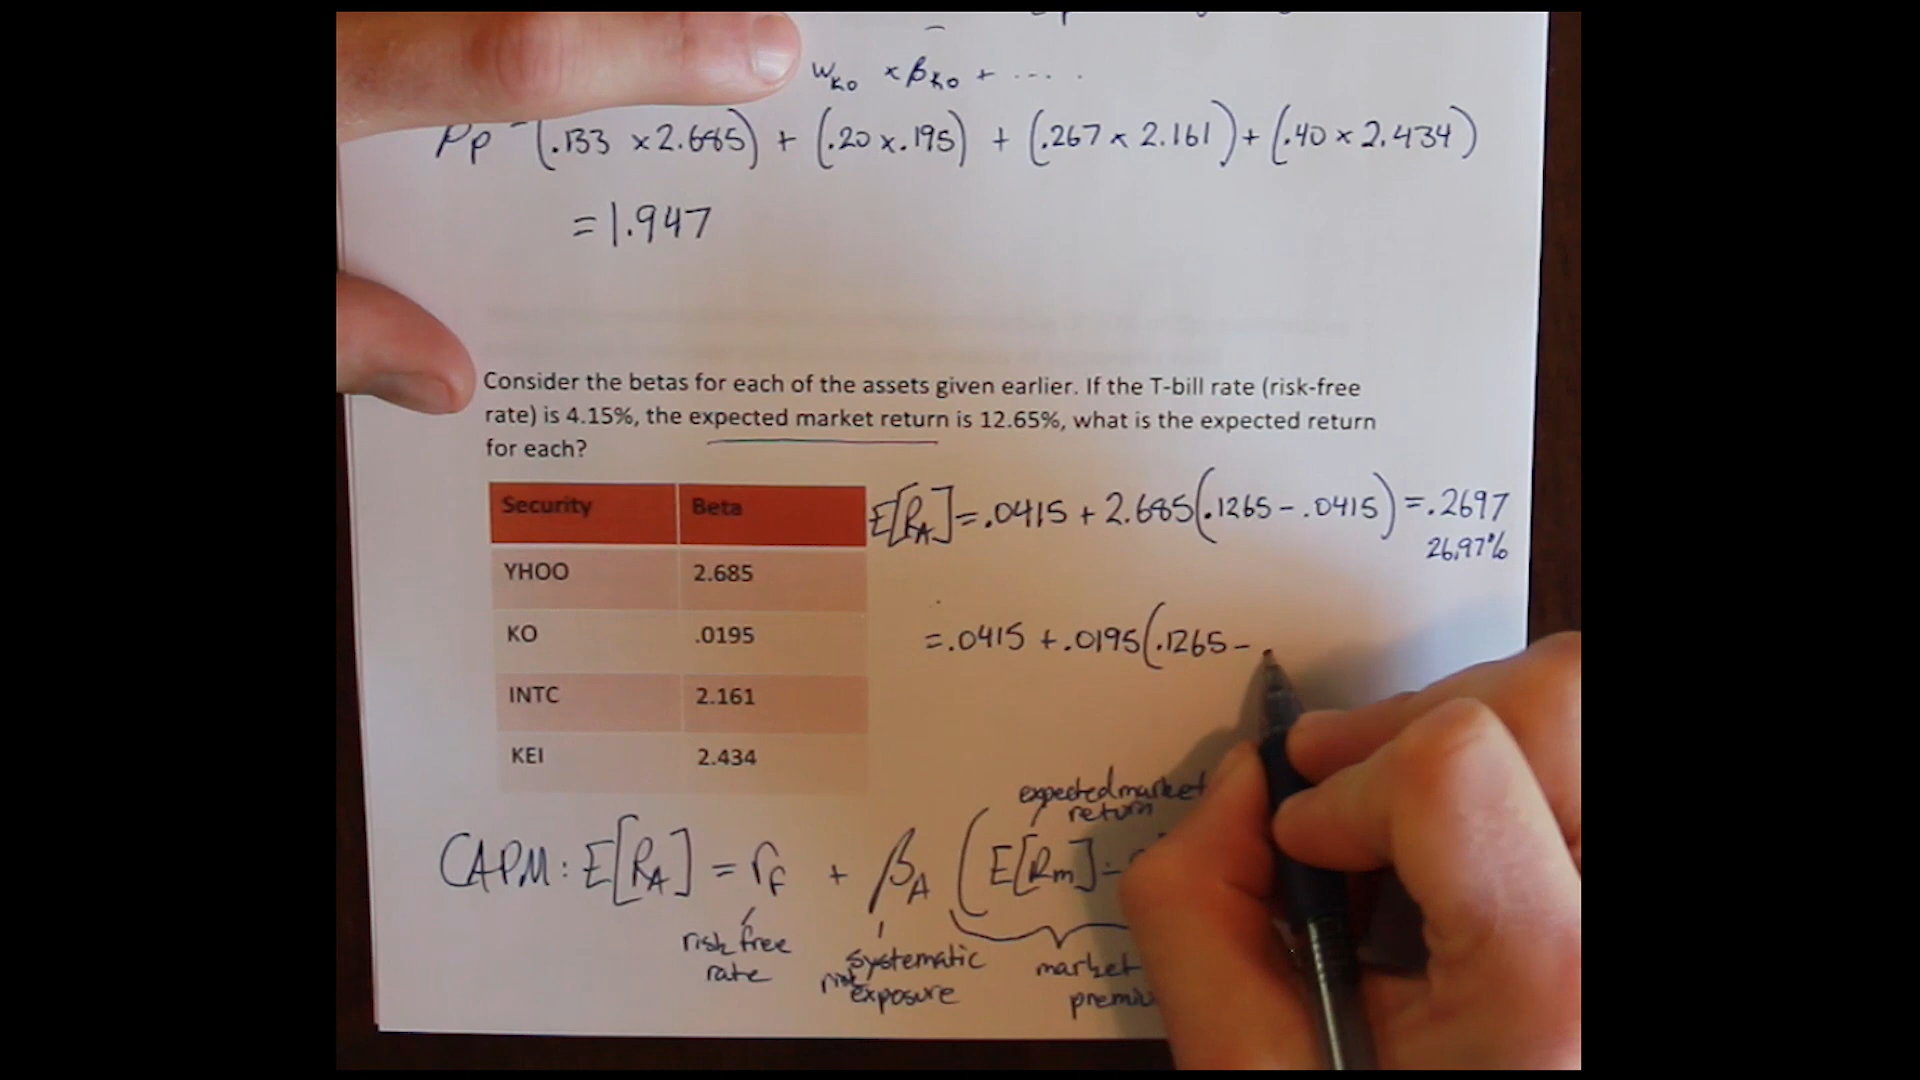 W_KO × β_KO + ....
βp = (.133 × 2.685) + (.20 × .195) + (.267 × 2.161) + (.40 × 2.434)
= 1.947
Consider the betas for each of the assets given earlier. If the T-bill rate (risk-free
rate) is 4.15%, the expected market return is 12.65%, what is the expected return
for each?
Security Beta
YHOO 2.685
KO .0195
INTC 2.161
KEI 2.434
E[R_A] = .0415 + 2.685(.1265 - .0415) = .2697
26.97%
= .0415 + .0195(.1265 - .
expected market
return
CAPM: E[R_A] = r_f + β_A (E[R_m] -
risk free
rate
systematic
risk exposure
market